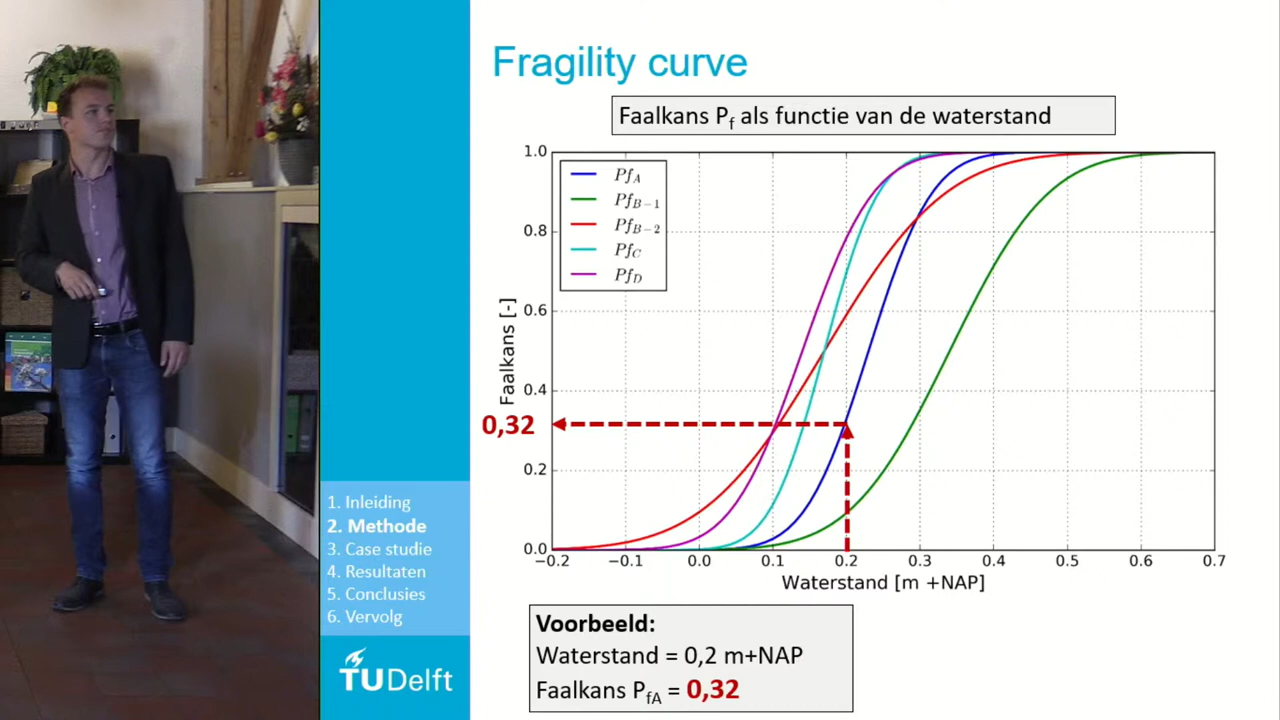 Fragility curve
Faalkans Pf als functie van de waterstand
1.0
0.8
0.6
0.4
0.2
0.0
Faalkans [-]
PfA
PfB−1
PfB−2
PfC
PfD
0,32
−0.2 −0.1 0.0 0.1 0.2 0.3 0.4 0.5 0.6 0.7
Waterstand [m +NAP]
Voorbeeld:
Waterstand = 0,2 m+NAP
Faalkans PfA = 0,32
1. Inleiding
2. Methode
3. Case studie
4. Resultaten
5. Conclusies
6. Vervolg
TUDelft